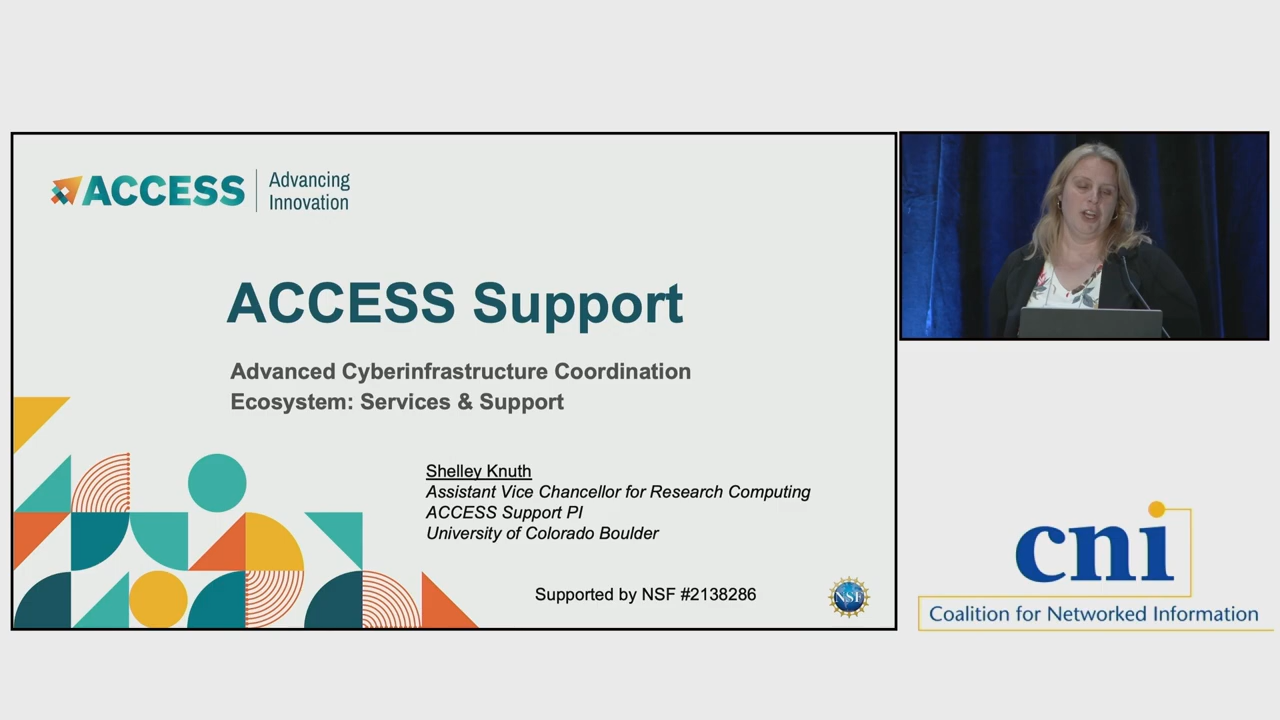 ACCESS
Advancing
Innovation
ACCESS Support
Advanced Cyberinfrastructure Coordination
Ecosystem: Services & Support
Shelley Knuth
Assistant Vice Chancellor for Research Computing
ACCESS Support PI
University of Colorado Boulder
Supported by NSF #2138286
NSF
cni
Coalition for Networked Information